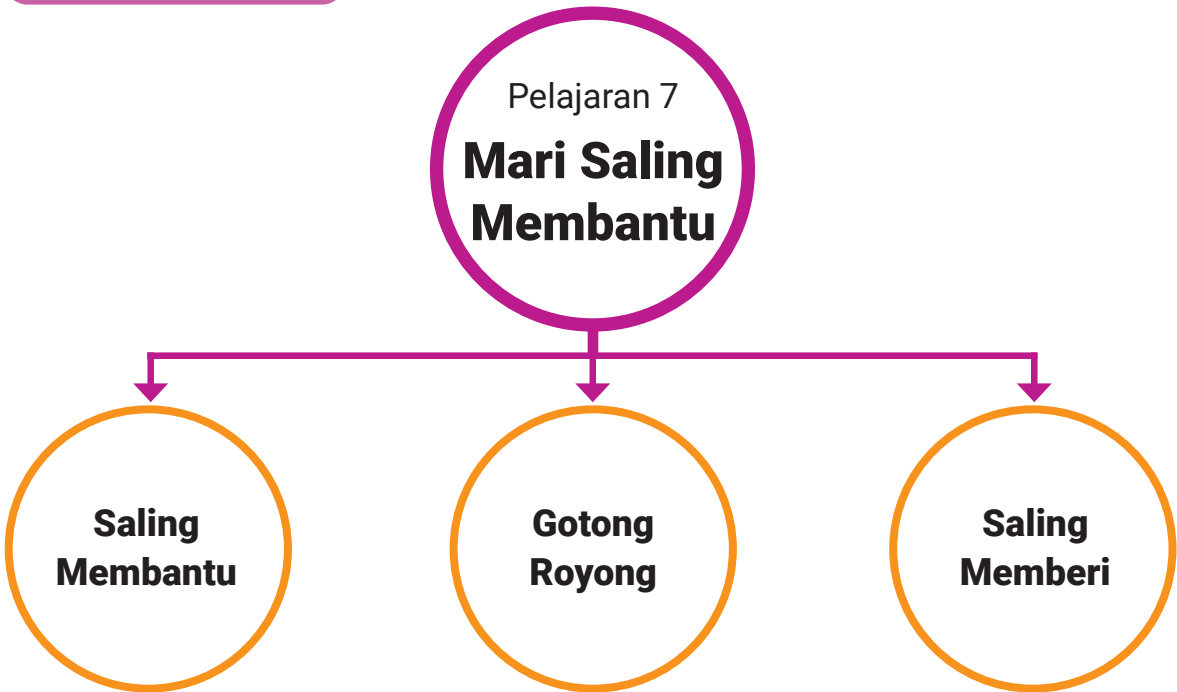 Pelajaran 7
Mari Saling
Membantu
Saling
Membantu
Gotong
Royong
Saling
Memberi